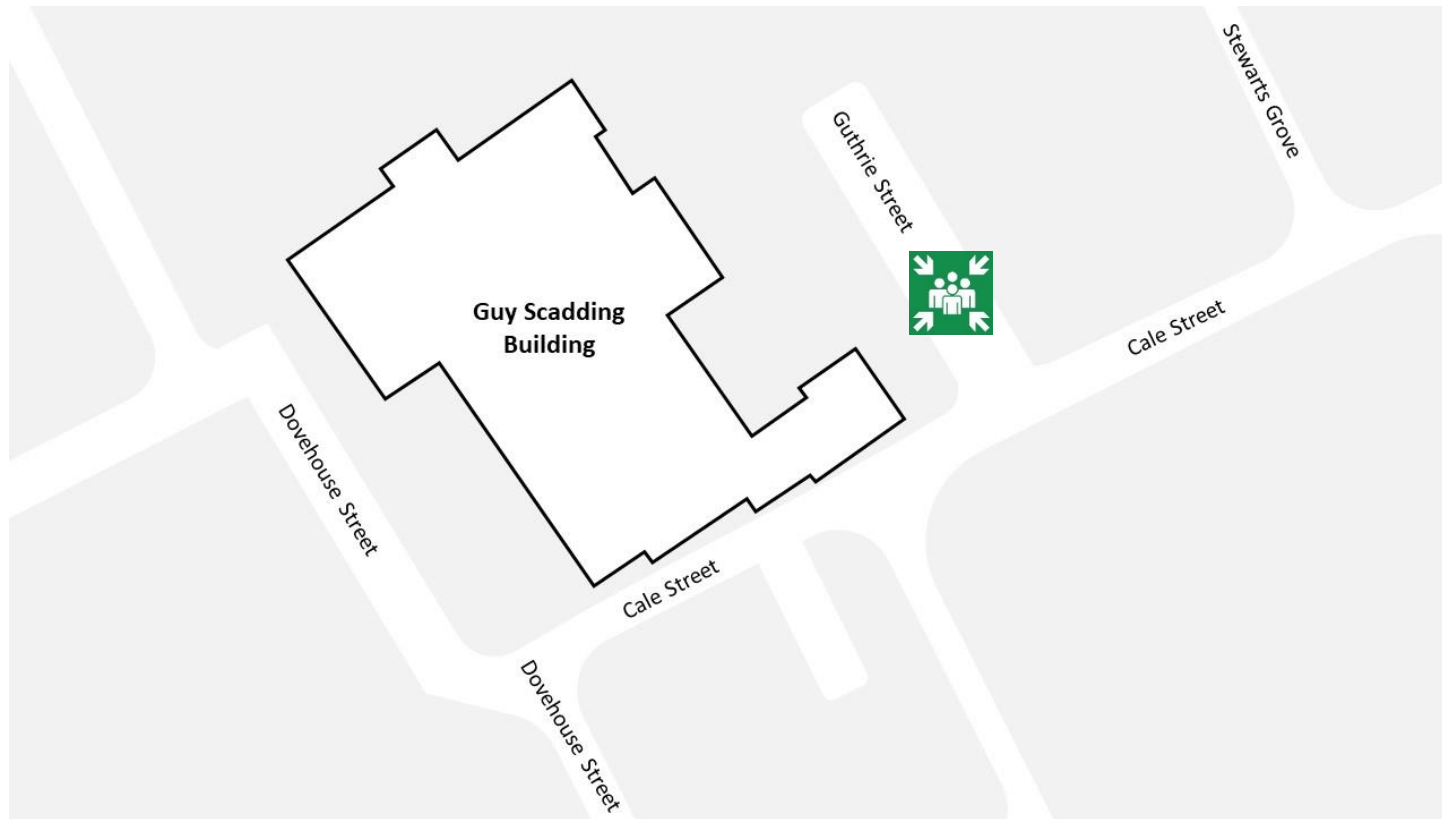 Stewarts Grove
Guthrie Street
Guy Scadding
Building
Cale Street
Dovehouse Street
Cale Street
Dovehouse Street